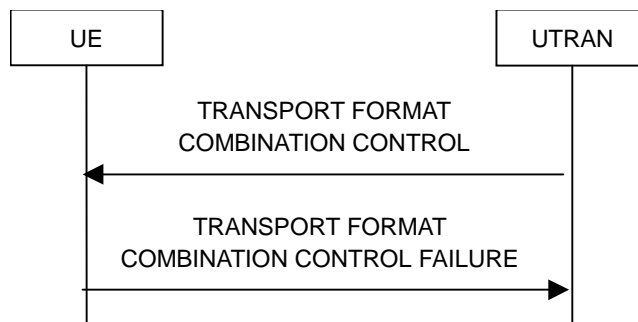 UE
UTRAN
TRANSPORT FORMAT
COMBINATION CONTROL
TRANSPORT FORMAT
COMBINATION CONTROL FAILURE